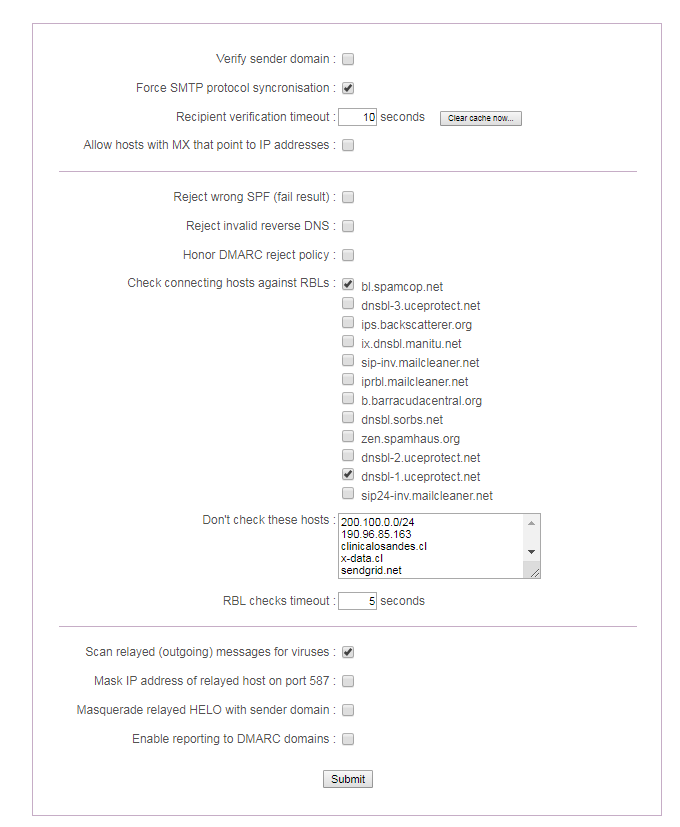 Verify sender domain :
Force SMTP protocol syncronisation :
Recipient verification timeout : 10 seconds Clear cache now...
Allow hosts with MX that point to IP addresses :
Reject wrong SPF (fail result) :
Reject invalid reverse DNS :
Honor DMARC reject policy :
Check connecting hosts against RBLs : bl.spamcop.net
dnsbl-3.uceprotect.net
ips.backscatterer.org
ix.dnsbl.manitu.net
sip-inv.mailcleaner.net
iprbl.mailcleaner.net
b.barracudacentral.org
dnsbl.sorbs.net
zen.spamhaus.org
dnsbl-2.uceprotect.net
dnsbl-1.uceprotect.net
sip24-inv.mailcleaner.net
Don't check these hosts : 200.100.0.0/24
190.96.85.163
clinicalosandes.cl
x-data.cl
sendgrid.net
RBL checks timeout : 5 seconds
Scan relayed (outgoing) messages for viruses :
Mask IP address of relayed host on port 587 :
Masquerade relayed HELO with sender domain :
Enable reporting to DMARC domains :
Submit